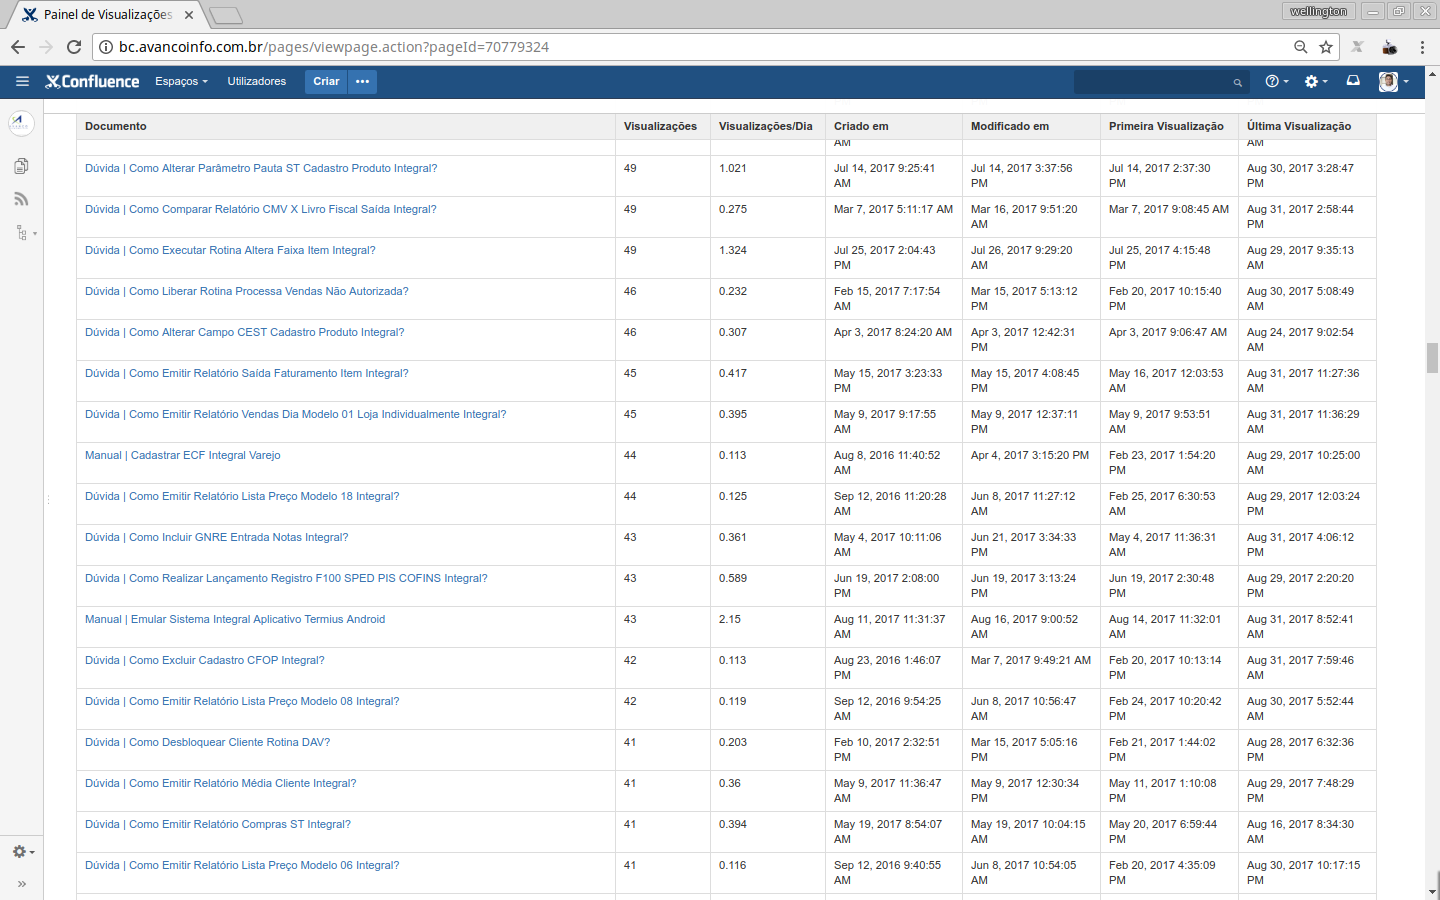 Painel de Visualizações
wellington
bc.avancoinfo.com.br/pages/viewpage.action?pageId=70779324
Confluence Espaços Utilizadores Criar
Documento Visualizações Visualizações/Dia Criado em Modificado em Primeira Visualização Última Visualização
AM AM
Dúvida | Como Alterar Parâmetro Pauta ST Cadastro Produto Integral? 49 1.021 Jul 14, 2017 9:25:41 Jul 14, 2017 3:37:56 Jul 14, 2017 2:37:30 Aug 30, 2017 3:28:47
AM PM PM PM
Dúvida | Como Comparar Relatório CMV X Livro Fiscal Saída Integral? 49 0.275 Mar 7, 2017 5:11:17 AM Mar 16, 2017 9:51:20 Mar 7, 2017 9:08:45 AM Aug 31, 2017 2:58:44
AM PM
Dúvida | Como Executar Rotina Altera Faixa Item Integral? 49 1.324 Jul 25, 2017 2:04:43 Jul 26, 2017 9:29:20 Jul 25, 2017 4:15:48 Aug 29, 2017 9:35:13
PM AM PM AM
Dúvida | Como Liberar Rotina Processa Vendas Não Autorizada? 46 0.232 Feb 15, 2017 7:17:54 Mar 15, 2017 5:13:12 Feb 20, 2017 10:15:40 Aug 30, 2017 5:08:49
AM PM PM AM
Dúvida | Como Alterar Campo CEST Cadastro Produto Integral? 46 0.307 Apr 3, 2017 8:24:20 AM Apr 3, 2017 12:42:31 Apr 3, 2017 9:06:47 AM Aug 24, 2017 9:02:54
PM AM
Dúvida | Como Emitir Relatório Saída Faturamento Item Integral? 45 0.417 May 15, 2017 3:23:33 May 15, 2017 4:08:45 May 16, 2017 12:03:53 Aug 31, 2017 11:27:36
PM PM AM AM
Dúvida | Como Emitir Relatório Vendas Dia Modelo 01 Loja Individualmente Integral? 45 0.395 May 9, 2017 9:17:55 May 9, 2017 12:37:11 May 9, 2017 9:53:51 Aug 31, 2017 11:36:29
AM PM AM AM
Manual | Cadastrar ECF Integral Varejo 44 0.113 Aug 8, 2016 11:40:52 Apr 4, 2017 3:15:20 PM Feb 23, 2017 1:54:20 Aug 29, 2017 10:25:00
AM PM AM
Dúvida | Como Emitir Relatório Lista Preço Modelo 18 Integral? 44 0.125 Sep 12, 2016 11:20:28 Jun 8, 2017 11:27:12 Feb 25, 2017 6:30:53 Aug 29, 2017 12:03:24
AM AM AM PM
Dúvida | Como Incluir GNRE Entrada Notas Integral? 43 0.361 May 4, 2017 10:11:06 Jun 21, 2017 3:34:33 May 4, 2017 11:36:31 Aug 31, 2017 4:06:12
AM PM AM PM
Dúvida | Como Realizar Lançamento Registro F100 SPED PIS COFINS Integral? 43 0.589 Jun 19, 2017 2:08:00 Jun 19, 2017 3:13:24 Jun 19, 2017 2:30:48 Aug 29, 2017 2:20:20
PM PM PM PM
Manual | Emular Sistema Integral Aplicativo Termius Android 43 2.15 Aug 11, 2017 11:31:37 Aug 16, 2017 9:00:52 Aug 14, 2017 11:32:01 Aug 31, 2017 8:52:41
AM AM AM AM
Dúvida | Como Excluir Cadastro CFOP Integral? 42 0.113 Aug 23, 2016 1:46:07 Mar 7, 2017 9:49:21 AM Feb 20, 2017 10:13:14 Aug 31, 2017 7:59:46
PM PM AM
Dúvida | Como Emitir Relatório Lista Preço Modelo 08 Integral? 42 0.119 Sep 12, 2016 9:54:25 Jun 8, 2017 10:56:47 Feb 24, 2017 10:20:42 Aug 30, 2017 5:52:44
AM AM PM AM
Dúvida | Como Desbloquear Cliente Rotina DAV? 41 0.203 Feb 10, 2017 2:32:51 Mar 15, 2017 5:05:16 Feb 21, 2017 1:44:02 Aug 28, 2017 6:32:36
PM PM PM PM
Dúvida | Como Emitir Relatório Média Cliente Integral? 41 0.36 May 9, 2017 11:36:47 May 9, 2017 12:30:34 May 11, 2017 1:10:08 Aug 29, 2017 7:48:29
AM PM PM PM
Dúvida | Como Emitir Relatório Compras ST Integral? 41 0.394 May 19, 2017 8:54:07 May 19, 2017 10:04:15 May 20, 2017 6:59:44 Aug 16, 2017 8:34:30
AM AM PM AM
Dúvida | Como Emitir Relatório Lista Preço Modelo 06 Integral? 41 0.116 Sep 12, 2016 9:40:55 Jun 8, 2017 10:54:05 Feb 20, 2017 4:35:09 Aug 30, 2017 10:17:15
AM AM PM PM